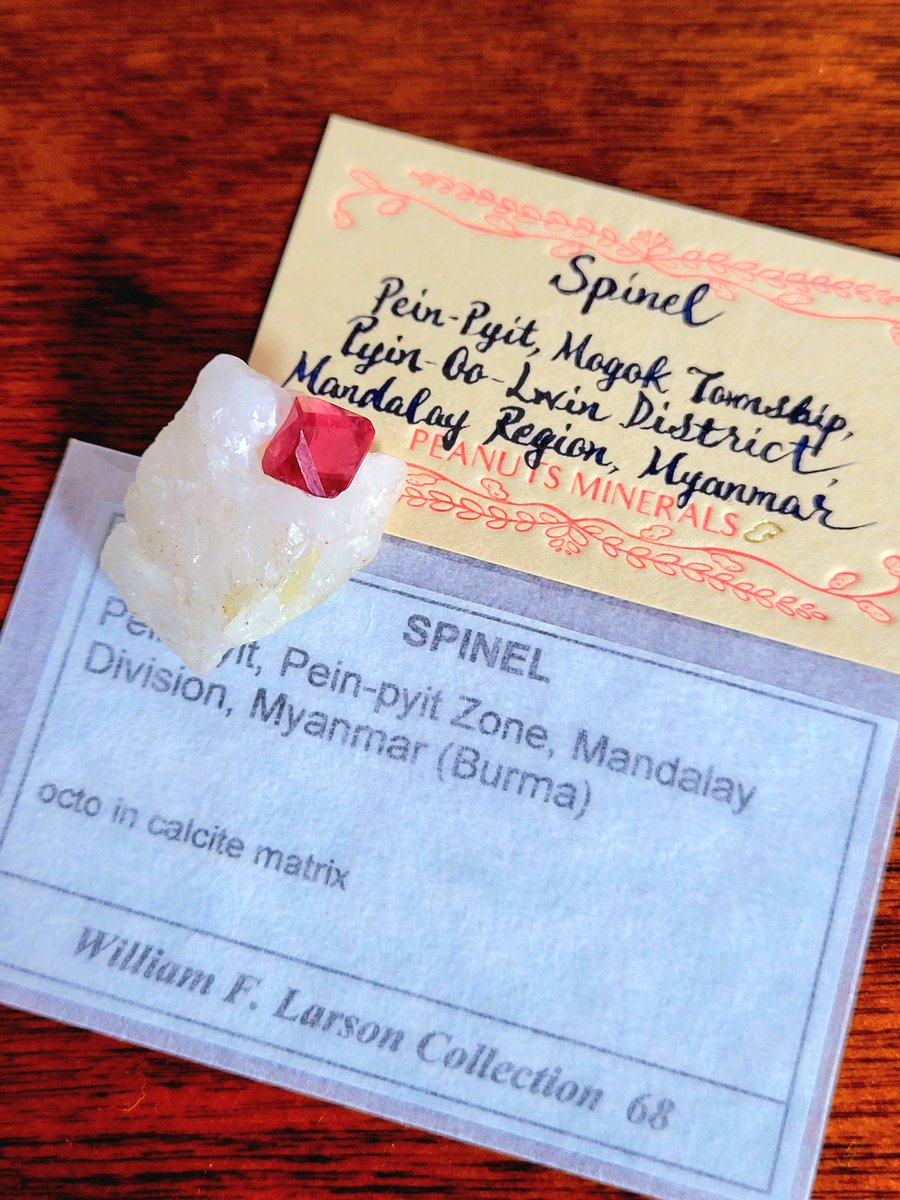 Spinel
Pein-Pyit, Mogok Township,
Pyin-Oo-Lwin District,
Mandalay Region, Myanmar
PEANUTS MINERALS
SPINEL
Pein-pyit Zone, Mandalay
Division, Myanmar (Burma)
octo in calcite matrix
William F. Larson Collection 68